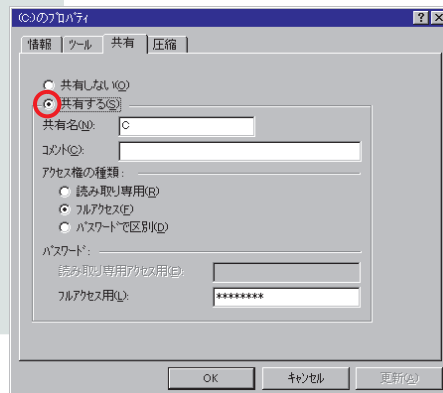 (C:)のﾌﾟﾛﾊﾟﾃｨ
情報 ﾂｰﾙ 共有 圧縮
共有しない(O)
共有する(S)
共有名(N): C
ｺﾒﾝﾄ(C):
ｱｸｾｽ権の種類:
読み取り専用(R)
ﾌﾙｱｸｾｽ(F)
ﾊﾟｽﾜｰﾄﾞで区別(D)
ﾊﾟｽﾜｰﾄﾞ:
読み取り専用ｱｸｾｽ用(E):
ﾌﾙｱｸｾｽ用(L): ********
OK ｷｬﾝｾﾙ 更新(A)